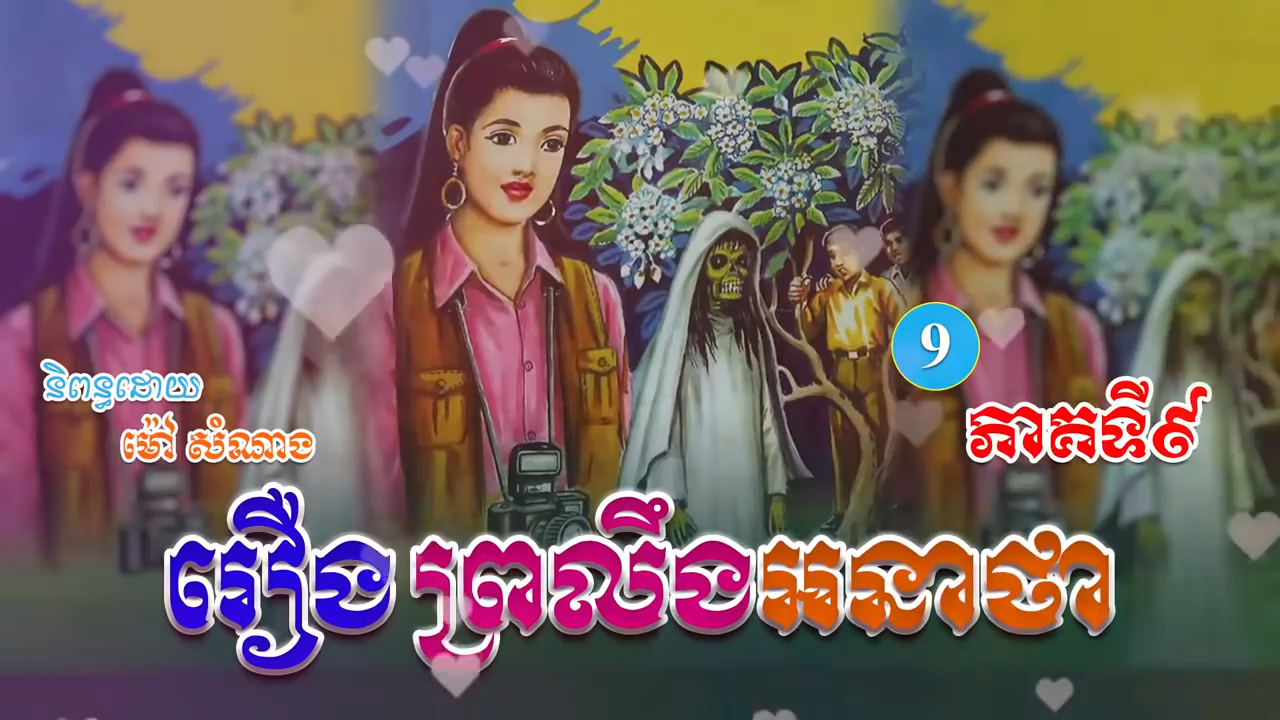 និពន្ធដោយ
ម៉ៅ សំណាង
9
ភាគទី៩
រឿង ព្រលឹងអនាថា